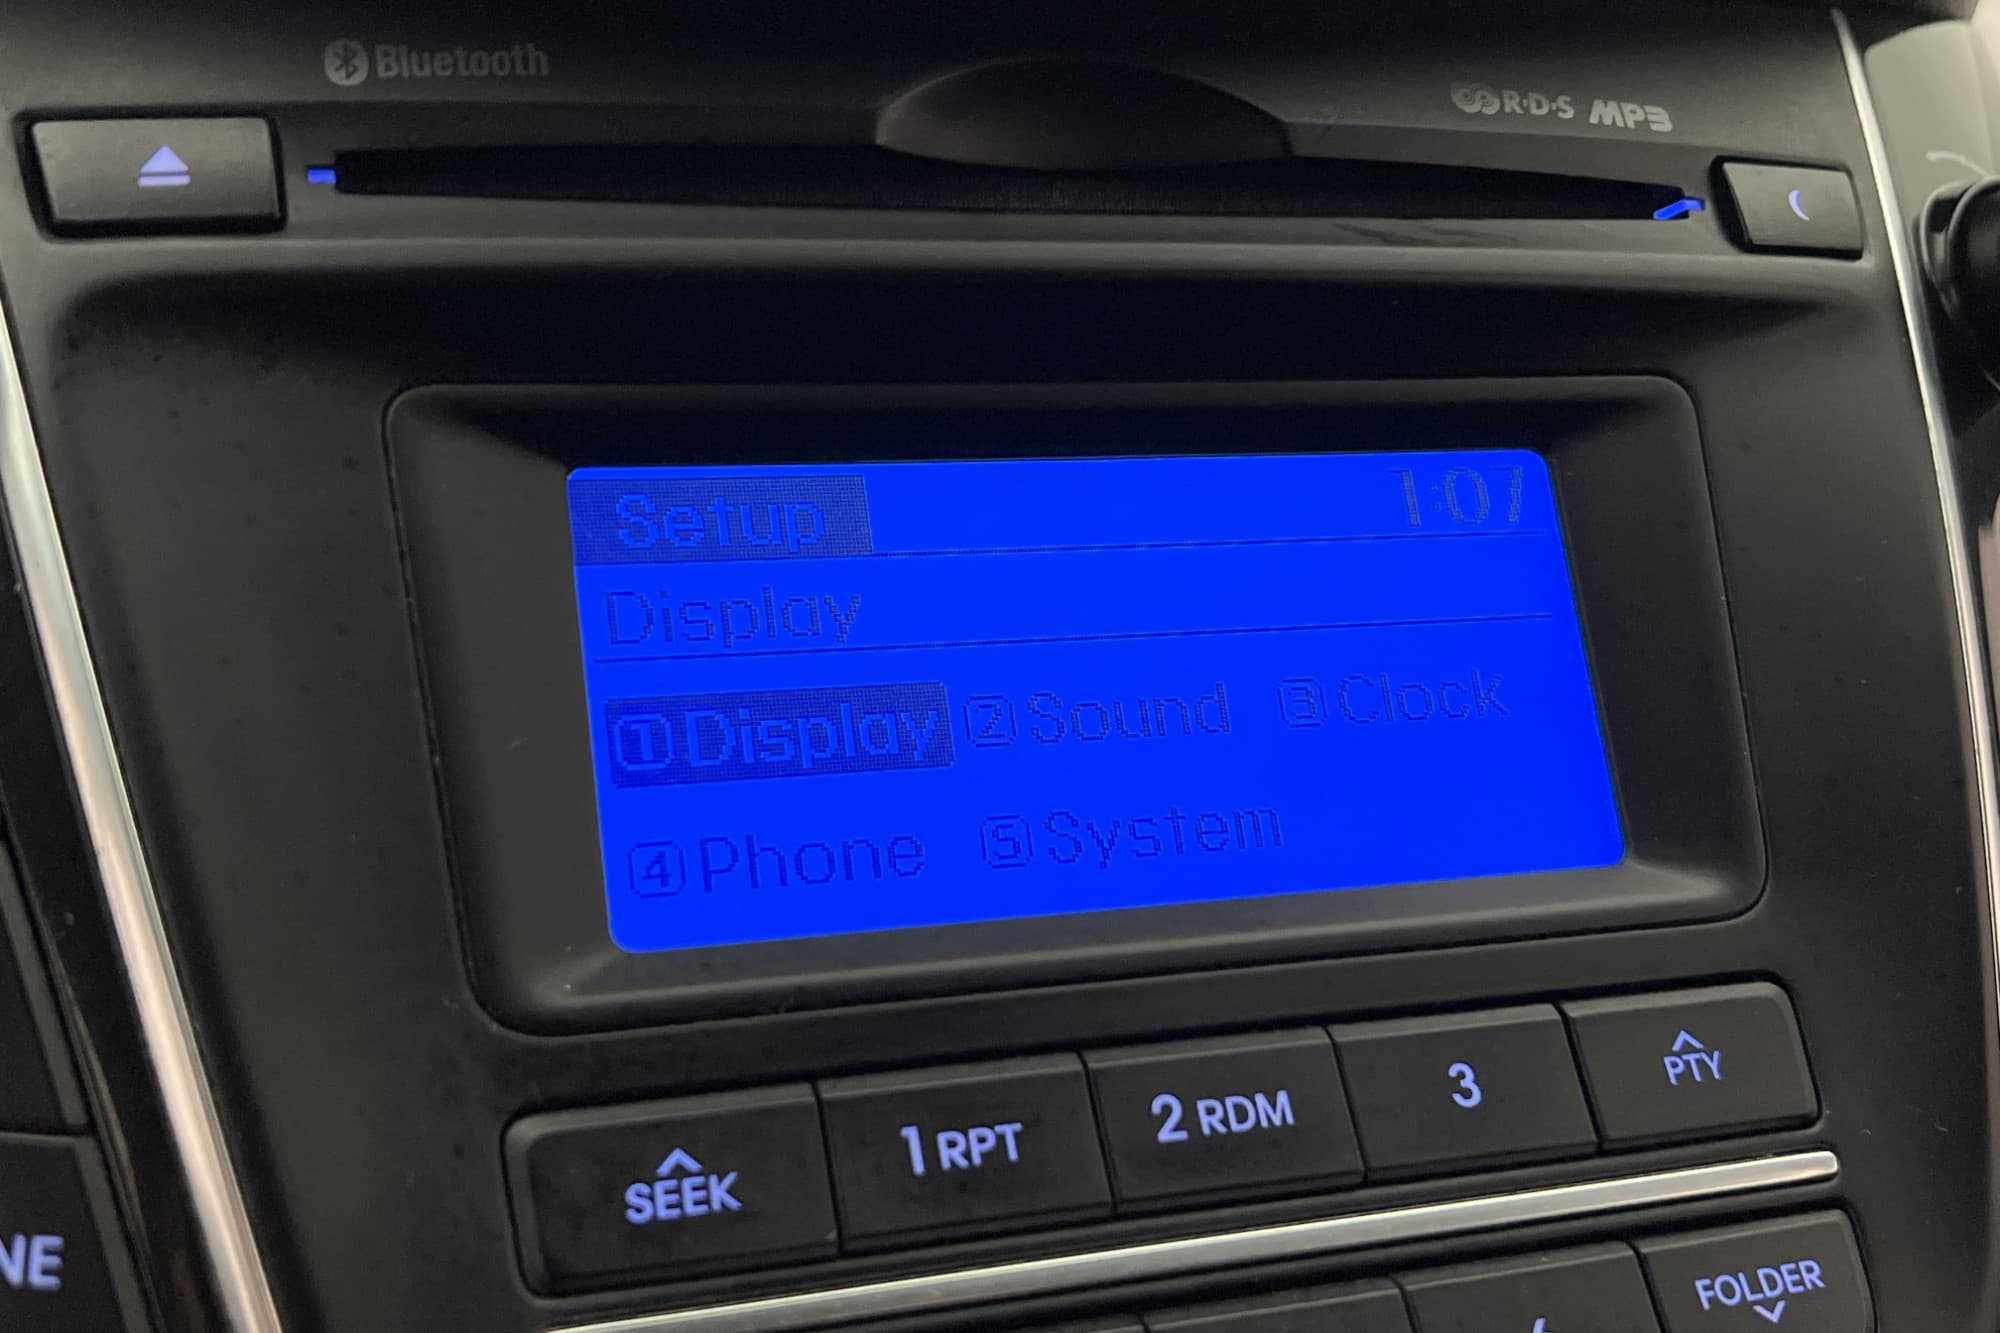 Bluetooth
R·D·S MP3
Setup 1:07
Display
1 Display 2 Sound 3 Clock
4 Phone 5 System
SEEK 1 RPT 2 RDM 3 PTY
NE 6 FOLDER